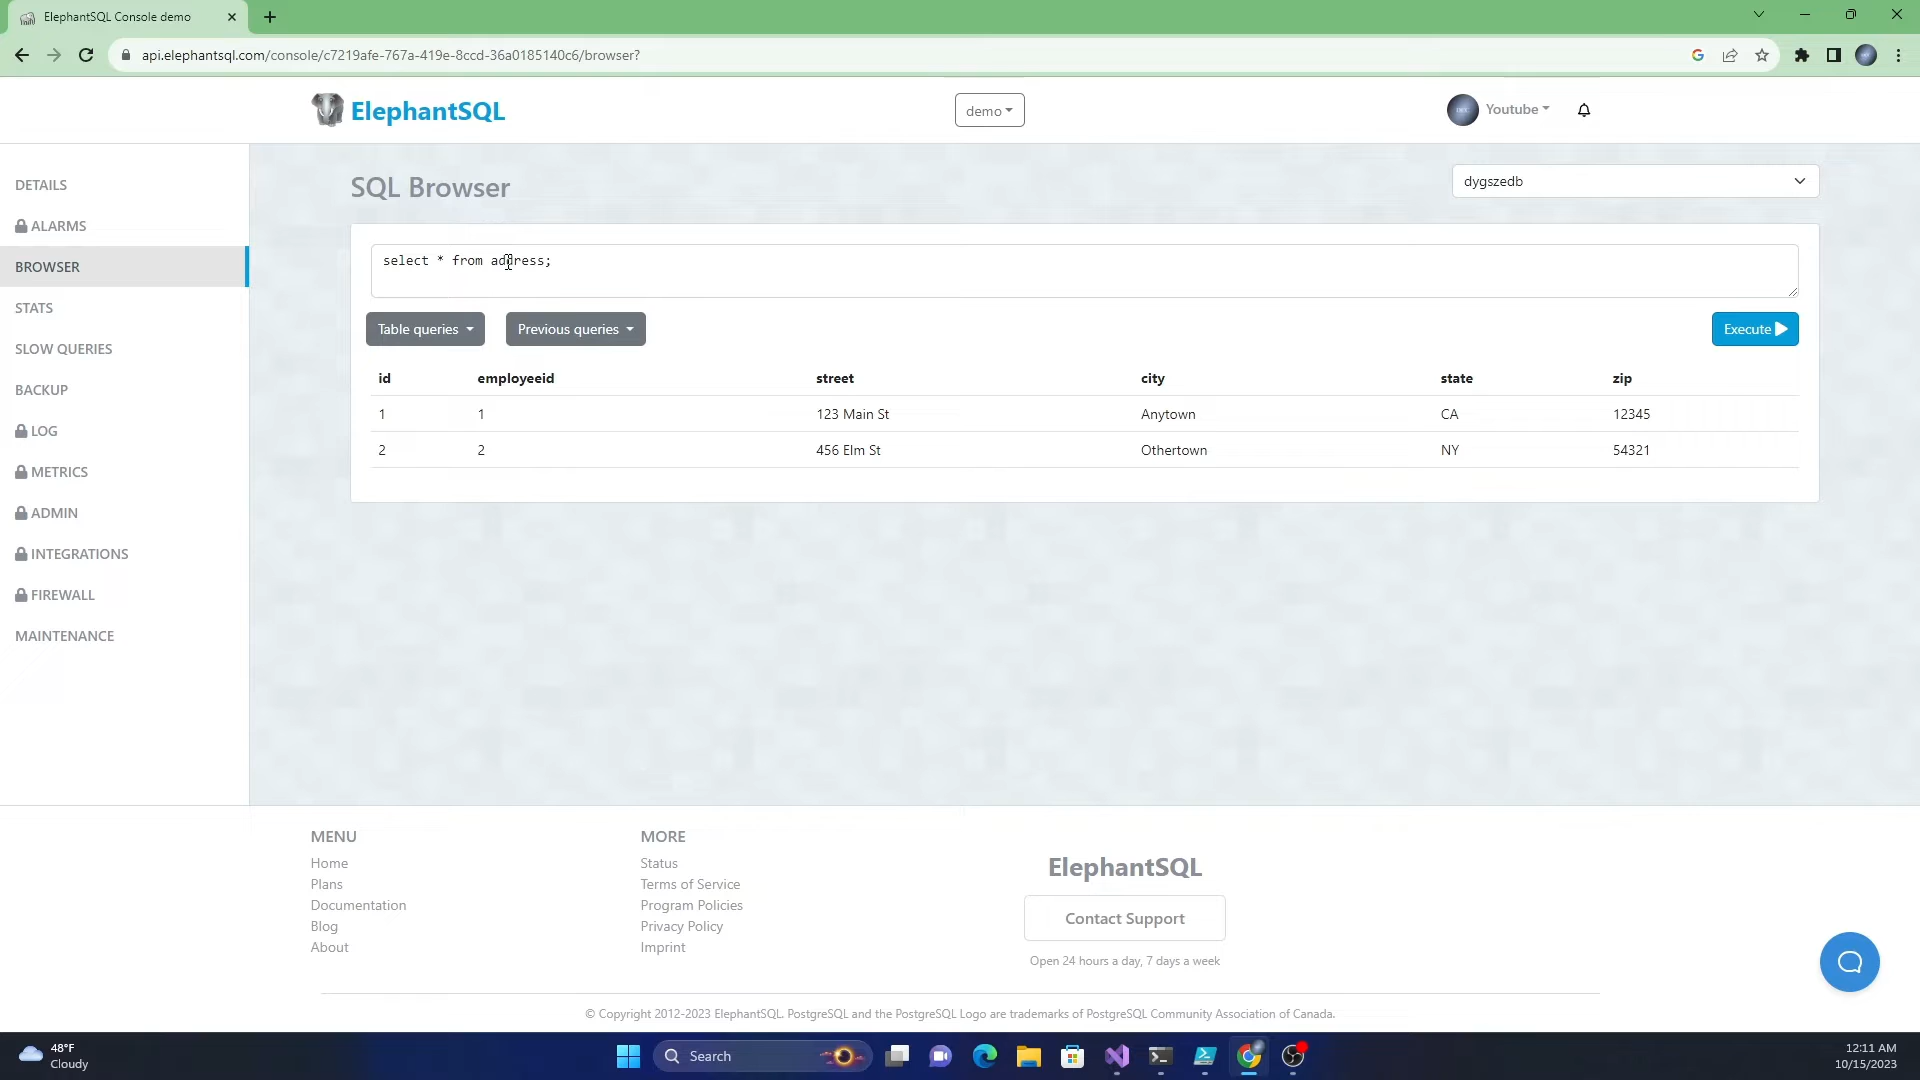 ElephantSQL Console demo
api.elephantsql.com/console/c7219afe-767a-419e-8ccd-36a0185140c6/browser?
ElephantSQL
demo
Youtube
DETAILS
ALARMS
BROWSER
STATS
SLOW QUERIES
BACKUP
LOG
METRICS
ADMIN
INTEGRATIONS
FIREWALL
MAINTENANCE
SQL Browser
dygszedb
select * from address;
Table queries
Previous queries
Execute
id employeeid street city state zip
1 1 123 Main St Anytown CA 12345
2 2 456 Elm St Othertown NY 54321
MENU
Home
Plans
Documentation
Blog
About
MORE
Status
Terms of Service
Program Policies
Privacy Policy
Imprint
ElephantSQL
Contact Support
Open 24 hours a day, 7 days a week
© Copyright 2012-2023 ElephantSQL. PostgreSQL and the PostgreSQL Logo are trademarks of PostgreSQL Community Association of Canada.
48°F
Cloudy
Search
12:11 AM
10/15/2023